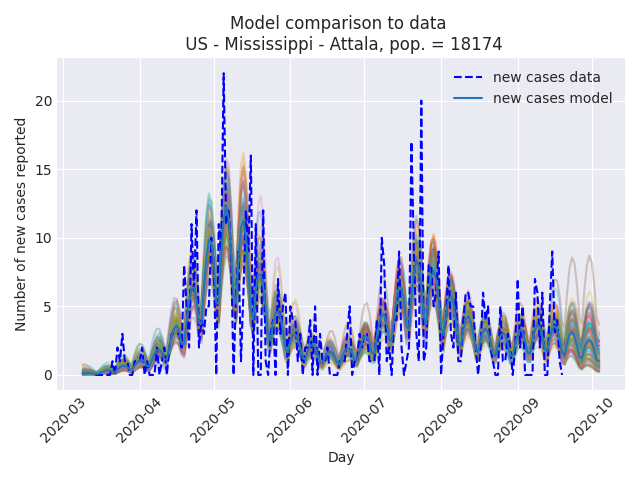 Model comparison to data
US - Mississippi - Attala, pop. = 18174
new cases data
new cases model
Number of new cases reported
20
15
10
5
0
2020-03
2020-04
2020-05
2020-06
2020-07
2020-08
2020-09
2020-10
Day